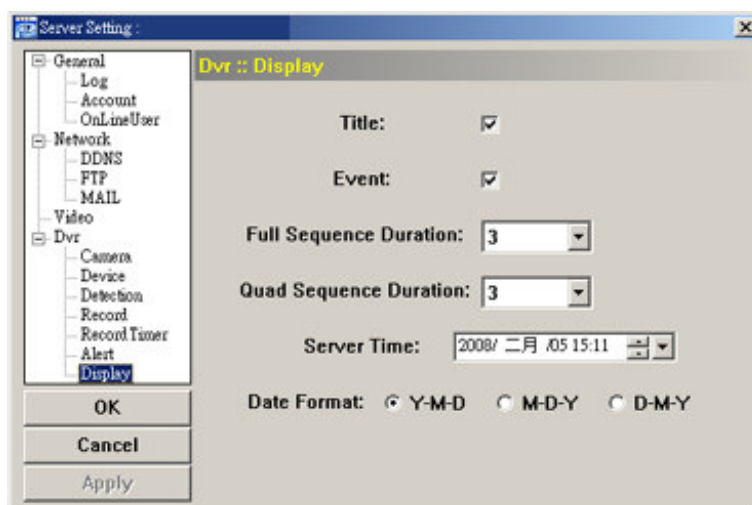 Server Setting :
General
Log
Account
OnLineUser
Network
DDNS
FTP
MAIL
Video
Dvr
Camera
Device
Detection
Record
Record Timer
Alert
Display
OK
Cancel
Apply
Dvr :: Display
Title:
Event:
Full Sequence Duration: 3
Quad Sequence Duration: 3
Server Time: 2008/ 二月 /05 15:11
Date Format: Y-M-D M-D-Y D-M-Y